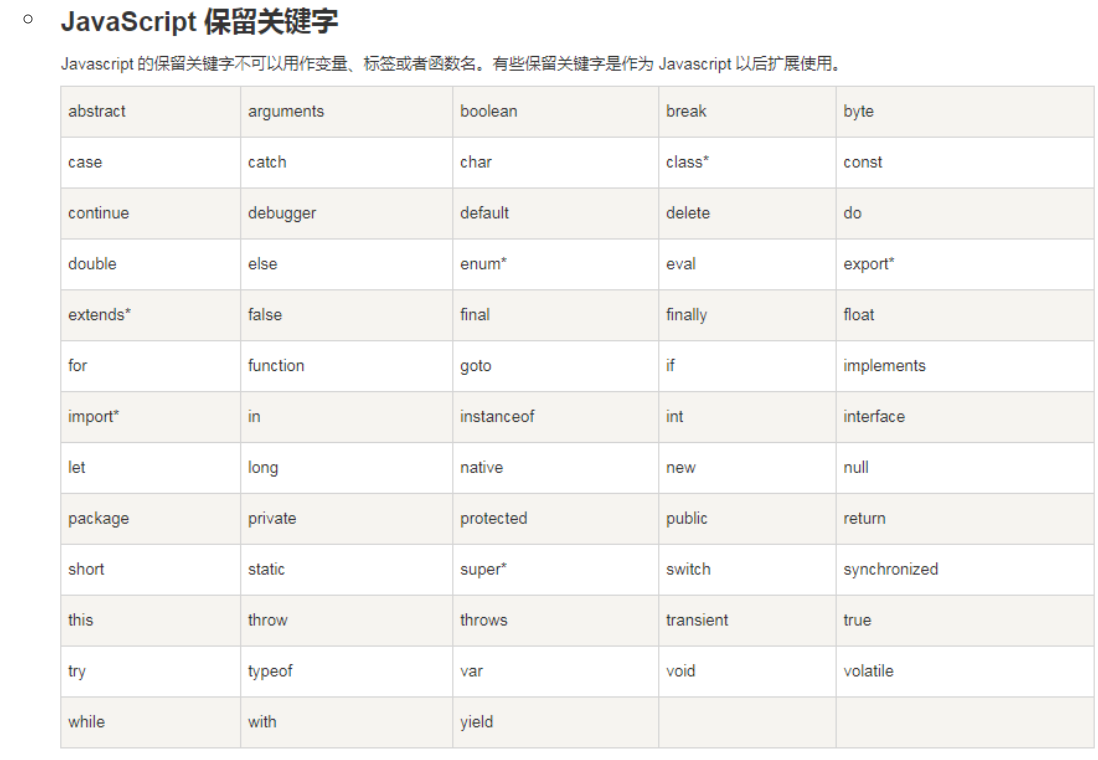 JavaScript 保留关键字
Javascript 的保留关键字不可以用作变量、标签或者函数名。有些保留关键字是作为 Javascript 以后扩展使用。
abstract arguments boolean break byte
case catch char class* const
continue debugger default delete do
double else enum* eval export*
extends* false final finally float
for function goto if implements
import* in instanceof int interface
let long native new null
package private protected public return
short static super* switch synchronized
this throw throws transient true
try typeof var void volatile
while with yield